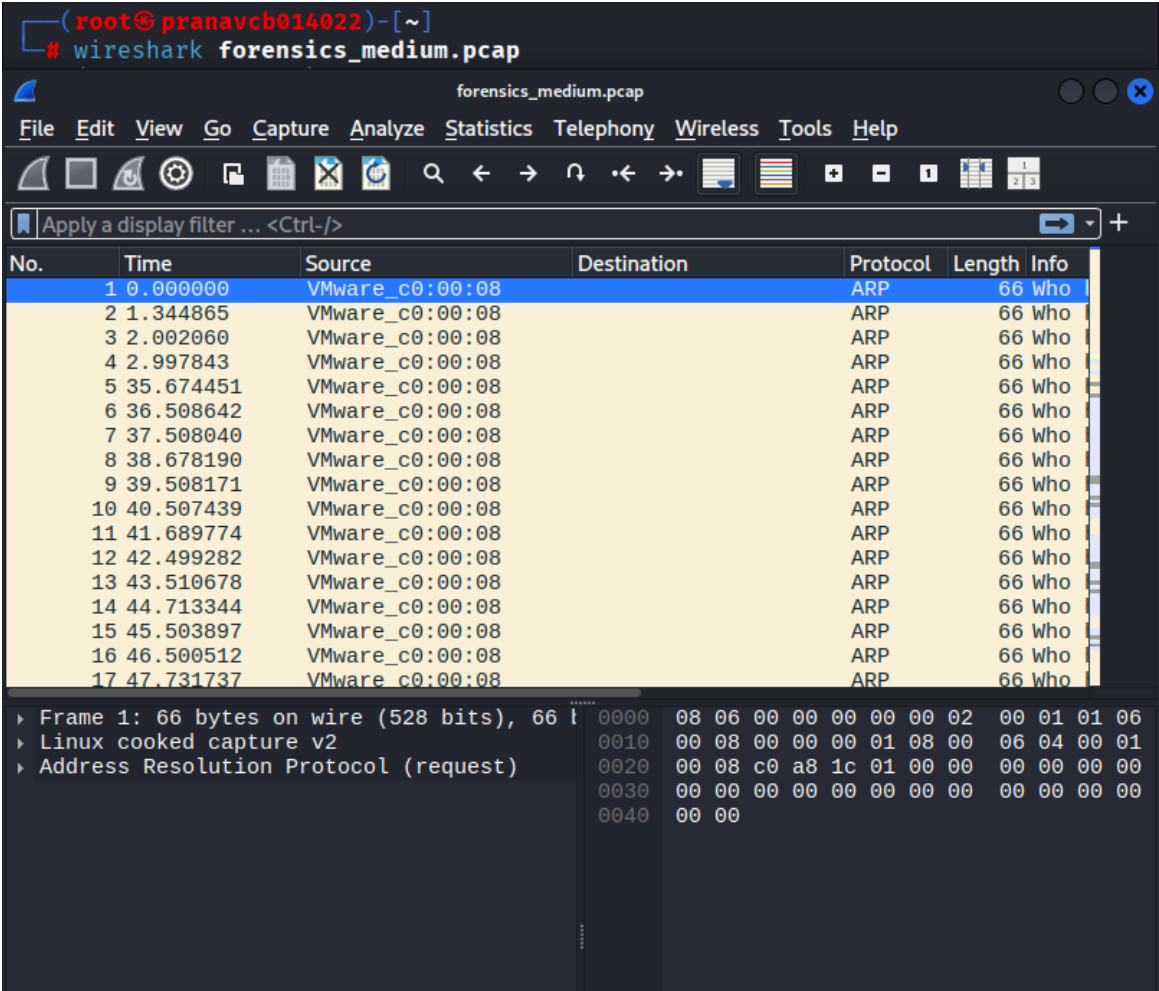 (root㉿pranavcb014022)-[~]
# wireshark forensics_medium.pcap
forensics_medium.pcap
File Edit View Go Capture Analyze Statistics Telephony Wireless Tools Help
Apply a display filter ... <Ctrl-/>
No. Time Source Destination Protocol Length Info
1 0.000000 VMware_c0:00:08 ARP 66 Who
2 1.344865 VMware_c0:00:08 ARP 66 Who
3 2.002060 VMware_c0:00:08 ARP 66 Who
4 2.997843 VMware_c0:00:08 ARP 66 Who
5 35.674451 VMware_c0:00:08 ARP 66 Who
6 36.508642 VMware_c0:00:08 ARP 66 Who
7 37.508040 VMware_c0:00:08 ARP 66 Who
8 38.678190 VMware_c0:00:08 ARP 66 Who
9 39.508171 VMware_c0:00:08 ARP 66 Who
10 40.507439 VMware_c0:00:08 ARP 66 Who
11 41.689774 VMware_c0:00:08 ARP 66 Who
12 42.499282 VMware_c0:00:08 ARP 66 Who
13 43.510678 VMware_c0:00:08 ARP 66 Who
14 44.713344 VMware_c0:00:08 ARP 66 Who
15 45.503897 VMware_c0:00:08 ARP 66 Who
16 46.500512 VMware_c0:00:08 ARP 66 Who
17 47.731737 VMware_c0:00:08 ARP 66 Who
Frame 1: 66 bytes on wire (528 bits), 66
Linux cooked capture v2
Address Resolution Protocol (request)
0000 08 06 00 00 00 00 00 02 00 01 01 06
0010 00 08 00 00 00 01 08 00 06 04 00 01
0020 00 08 c0 a8 1c 01 00 00 00 00 00 00
0030 00 00 00 00 00 00 00 00 00 00 00 00
0040 00 00